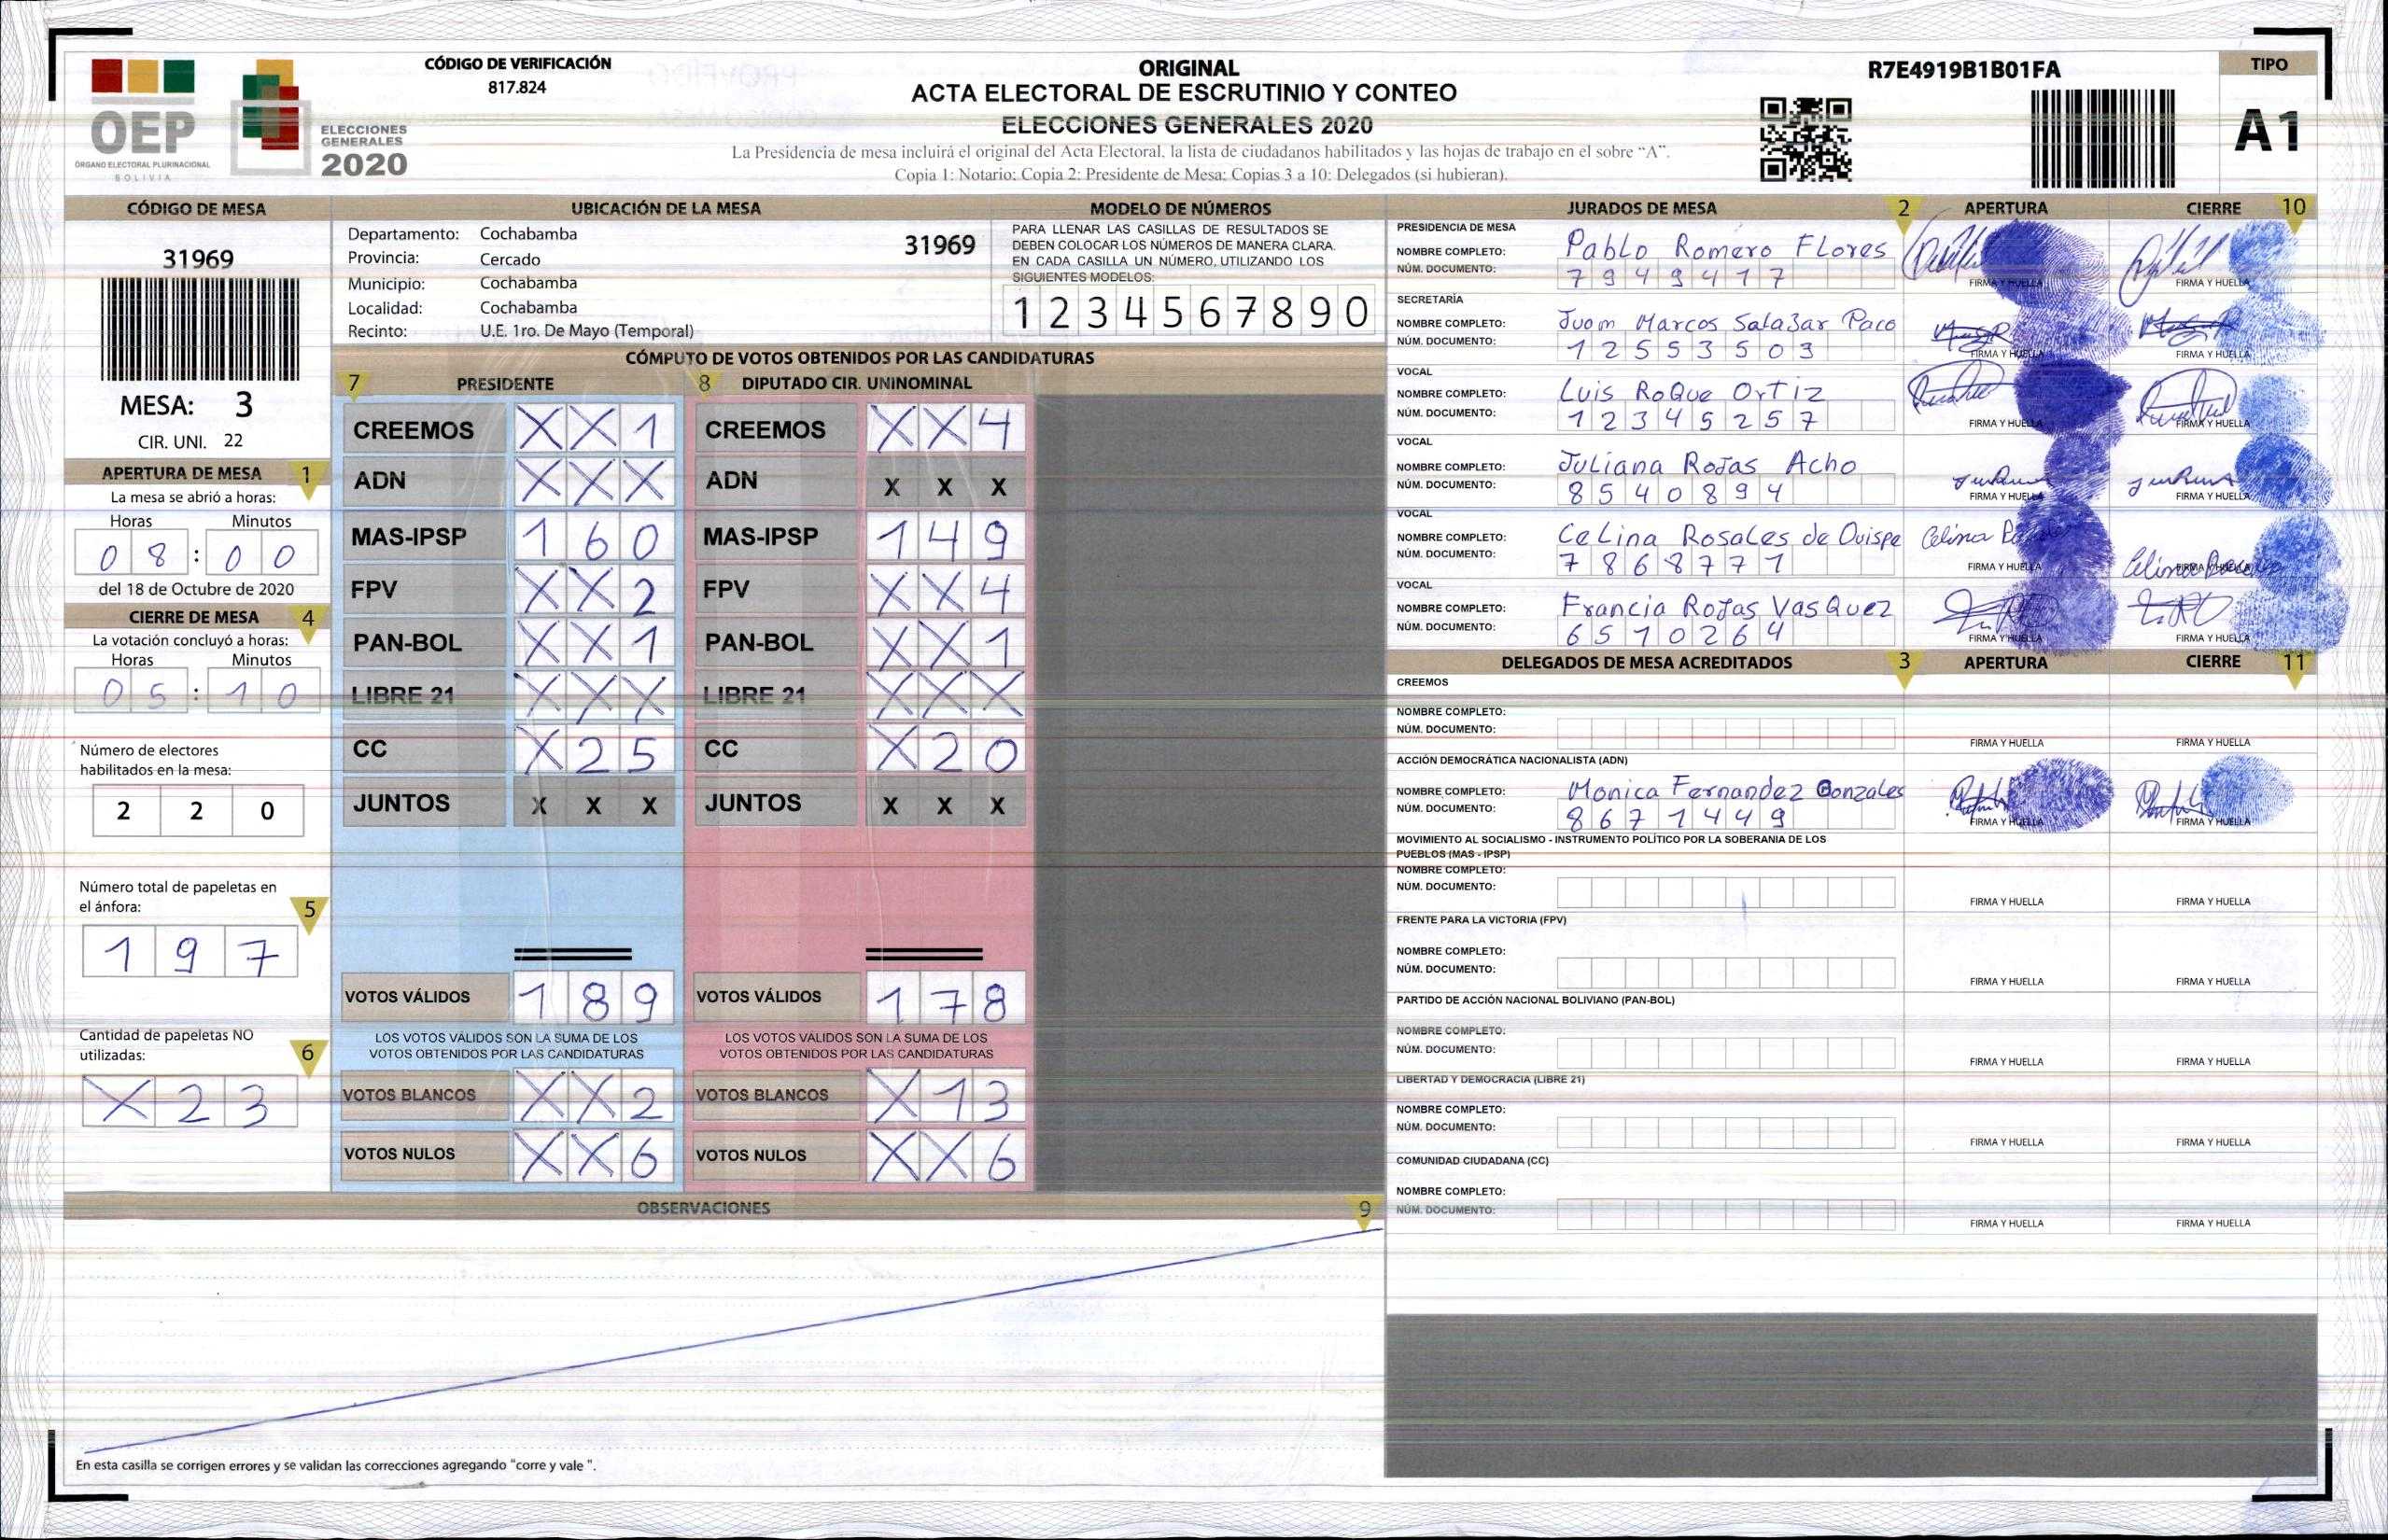 CÓDIGO DE VERIFICACIÓN
817.824
OEP
ÓRGANO ELECTORAL PLURINACIONAL
BOLIVIA
ELECCIONES
GENERALES
2020
ORIGINAL
ACTA ELECTORAL DE ESCRUTINIO Y CONTEO
ELECCIONES GENERALES 2020
La Presidencia de mesa incluirá el original del Acta Electoral, la lista de ciudadanos habilitados y las hojas de trabajo en el sobre “A”.
Copia 1: Notario; Copia 2: Presidente de Mesa; Copias 3 a 10: Delegados (si hubieran).
R7E4919B1B01FA
TIPO
A1
CÓDIGO DE MESA
31969
MESA: 3
CIR. UNI. 22
APERTURA DE MESA 1
La mesa se abrió a horas:
Horas Minutos
0 8 : 0 0
del 18 de Octubre de 2020
CIERRE DE MESA 4
La votación concluyó a horas:
Horas Minutos
0 5 : 1 0
Número de electores
habilitados en la mesa:
2 2 0
Número total de papeletas en
el ánfora: 5
1 9 7
Cantidad de papeletas NO
utilizadas: 6
X 2 3
UBICACIÓN DE LA MESA
Departamento: Cochabamba
31969
Provincia: Cercado
Municipio: Cochabamba
Localidad: Cochabamba
Recinto: U.E. 1ro. De Mayo (Temporal)
MODELO DE NÚMEROS
PARA LLENAR LAS CASILLAS DE RESULTADOS SE
DEBEN COLOCAR LOS NÚMEROS DE MANERA CLARA.
EN CADA CASILLA UN NÚMERO, UTILIZANDO LOS
SIGUIENTES MODELOS:
1 2 3 4 5 6 7 8 9 0
CÓMPUTO DE VOTOS OBTENIDOS POR LAS CANDIDATURAS
7 PRESIDENTE 8 DIPUTADO CIR. UNINOMINAL
CREEMOS X X 1 CREEMOS X X 4
ADN X X X ADN X X X
MAS-IPSP 1 6 0 MAS-IPSP 1 4 9
FPV X X 2 FPV X X 4
PAN-BOL X X 1 PAN-BOL X X 1
LIBRE 21 X X X LIBRE 21 X X X
CC X 2 5 CC X 2 0
JUNTOS X X X JUNTOS X X X
VOTOS VÁLIDOS 1 8 9 VOTOS VÁLIDOS 1 7 8
LOS VOTOS VÁLIDOS SON LA SUMA DE LOS LOS VOTOS VÁLIDOS SON LA SUMA DE LOS
VOTOS OBTENIDOS POR LAS CANDIDATURAS VOTOS OBTENIDOS POR LAS CANDIDATURAS
VOTOS BLANCOS X X 2 VOTOS BLANCOS X 1 3
VOTOS NULOS X X 6 VOTOS NULOS X X 6
OBSERVACIONES 9
En esta casilla se corrigen errores y se validan las correcciones agregando "corre y vale ".
JURADOS DE MESA 2 APERTURA CIERRE 10
PRESIDENCIA DE MESA
NOMBRE COMPLETO: Pablo Romero Flores
NÚM. DOCUMENTO: 7 9 4 9 4 1 7
FIRMA Y HUELLA FIRMA Y HUELLA
SECRETARÍA
NOMBRE COMPLETO: Juom Marcos Salazar Paco
NÚM. DOCUMENTO: 1 2 5 5 3 5 0 9
FIRMA Y HUELLA FIRMA Y HUELLA
VOCAL
NOMBRE COMPLETO: Luis RoQue OrTiz
NÚM. DOCUMENTO: 1 2 3 4 5 2 5 7
FIRMA Y HUELLA FIRMA Y HUELLA
VOCAL
NOMBRE COMPLETO: Juliana Rojas Acho
NÚM. DOCUMENTO: 8 5 4 0 8 9 4
FIRMA Y HUELLA FIRMA Y HUELLA
VOCAL
NOMBRE COMPLETO: CeLina RosaLes de Quispe Celina
NÚM. DOCUMENTO: 7 8 6 8 7 7 1
FIRMA Y HUELLA FIRMA Y HUELLA
VOCAL
NOMBRE COMPLETO: Francia Rojas VasQuez
NÚM. DOCUMENTO: 6 5 1 0 2 6 4
FIRMA Y HUELLA FIRMA Y HUELLA
DELEGADOS DE MESA ACREDITADOS 3 APERTURA CIERRE 11
CREEMOS
NOMBRE COMPLETO:
NÚM. DOCUMENTO:
FIRMA Y HUELLA FIRMA Y HUELLA
ACCIÓN DEMOCRÁTICA NACIONALISTA (ADN)
NOMBRE COMPLETO: Monica Fernandez Gonzales
NÚM. DOCUMENTO: 8 6 7 1 4 4 9
FIRMA Y HUELLA FIRMA Y HUELLA
MOVIMIENTO AL SOCIALISMO - INSTRUMENTO POLÍTICO POR LA SOBERANIA DE LOS
PUEBLOS (MAS - IPSP)
NOMBRE COMPLETO:
NÚM. DOCUMENTO:
FIRMA Y HUELLA FIRMA Y HUELLA
FRENTE PARA LA VICTORIA (FPV)
NOMBRE COMPLETO:
NÚM. DOCUMENTO:
FIRMA Y HUELLA FIRMA Y HUELLA
PARTIDO DE ACCIÓN NACIONAL BOLIVIANO (PAN-BOL)
NOMBRE COMPLETO:
NÚM. DOCUMENTO:
FIRMA Y HUELLA FIRMA Y HUELLA
LIBERTAD Y DEMOCRACIA (LIBRE 21)
NOMBRE COMPLETO:
NÚM. DOCUMENTO:
FIRMA Y HUELLA FIRMA Y HUELLA
COMUNIDAD CIUDADANA (CC)
NOMBRE COMPLETO:
NÚM. DOCUMENTO:
FIRMA Y HUELLA FIRMA Y HUELLA